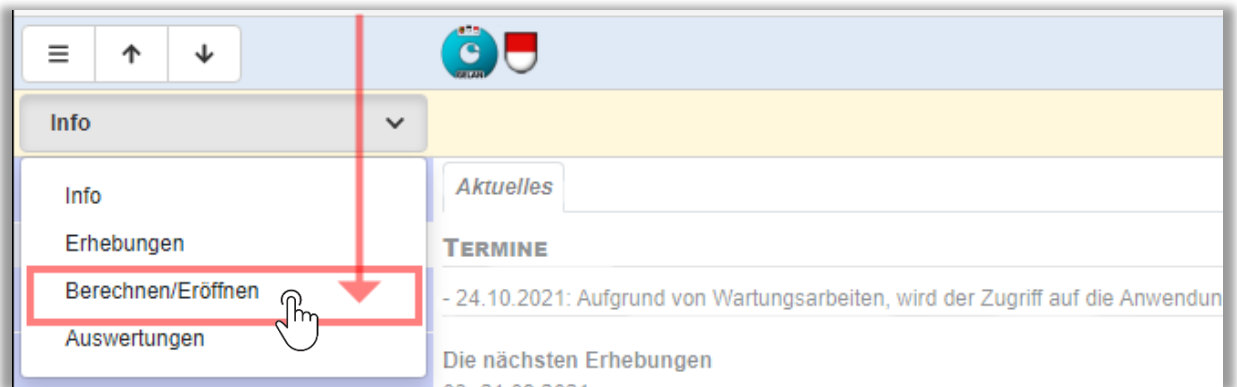 GELAN
Info
Info
Erhebungen
Berechnen/Eröffnen
Auswertungen
Aktuelles
TERMINE
- 24.10.2021: Aufgrund von Wartungsarbeiten, wird der Zugriff auf die Anwendun
Die nächsten Erhebungen